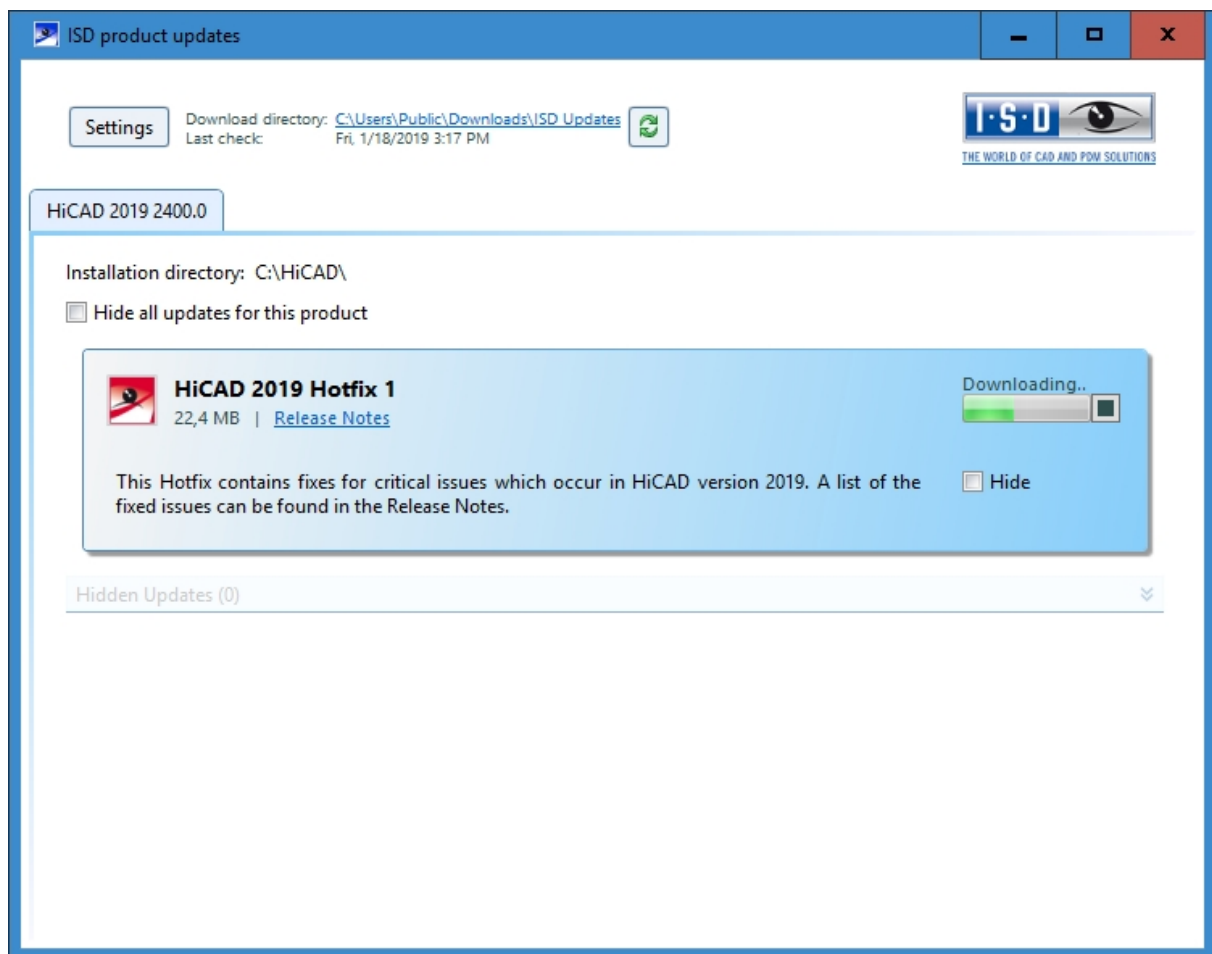 ISD product updates
Settings
Download directory: C:\Users\Public\Downloads\ISD Updates
Last check: Fri, 1/18/2019 3:17 PM
I·S·D
THE WORLD OF CAD AND PDM SOLUTIONS
HiCAD 2019 2400.0
Installation directory: C:\HiCAD\
Hide all updates for this product
HiCAD 2019 Hotfix 1
22,4 MB | Release Notes
Downloading..
This Hotfix contains fixes for critical issues which occur in HiCAD version 2019. A list of the
fixed issues can be found in the Release Notes.
Hide
Hidden Updates (0)